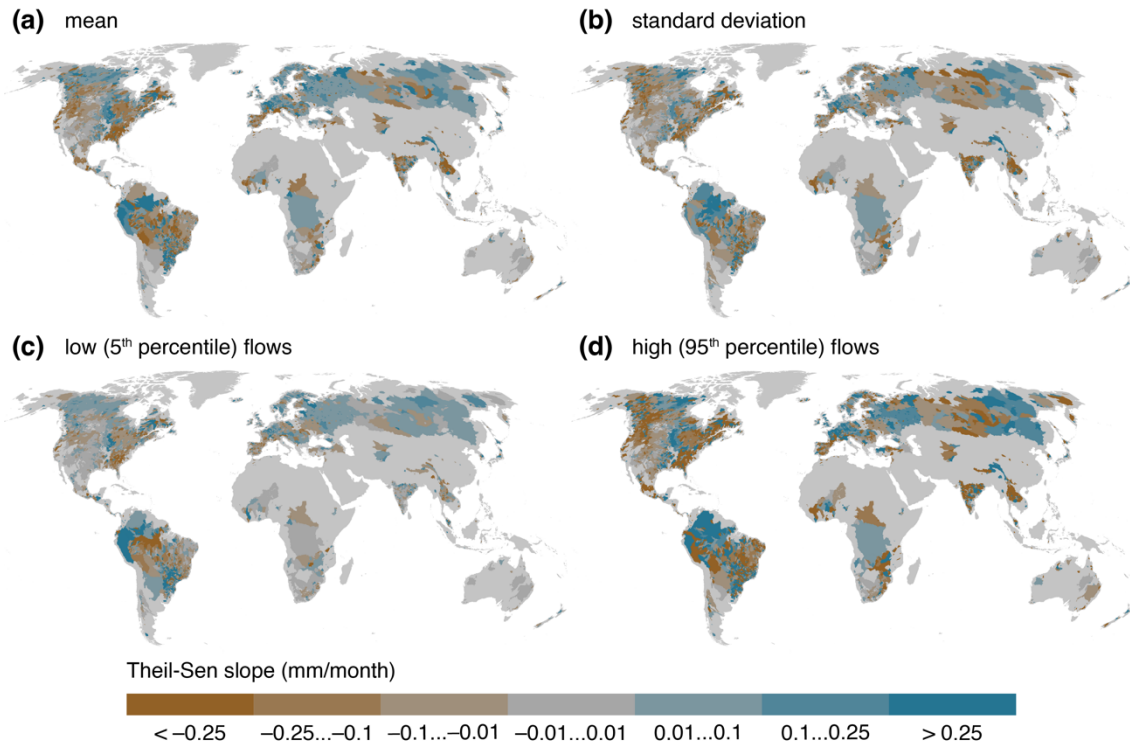 (a) mean
(b) standard deviation
(c) low (5th percentile) flows
(d) high (95th percentile) flows
Theil-Sen slope (mm/month)
< −0.25 −0.25...−0.1 −0.1...−0.01 −0.01...0.01 0.01...0.1 0.1...0.25 > 0.25